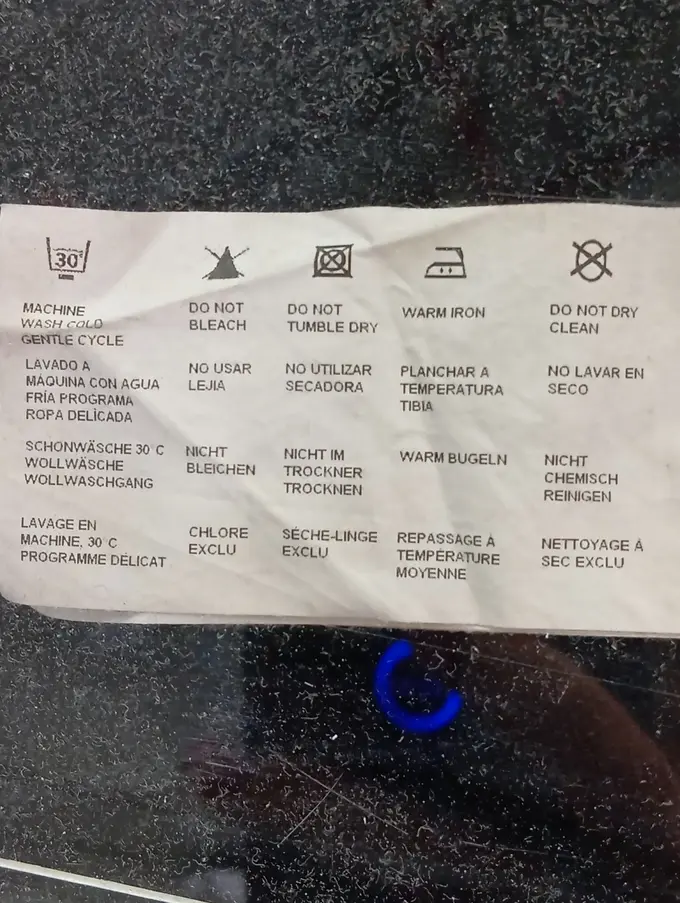 30°
MACHINE
WASH COLD
GENTLE CYCLE
DO NOT
BLEACH
DO NOT
TUMBLE DRY
WARM IRON
DO NOT DRY
CLEAN
LAVADO A
MÁQUINA CON AGUA
FRÍA PROGRAMA
ROPA DELICADA
NO USAR
LEJIA
NO UTILIZAR
SECADORA
PLANCHAR A
TEMPERATURA
TIBIA
NO LAVAR EN
SECO
SCHONWÄSCHE 30°C
WOLLWÄSCHE
WOLLWASCHGANG
NICHT
BLEICHEN
NICHT IM
TROCKNER
TROCKNEN
WARM BUGELN
NICHT
CHEMISCH
REINIGEN
LAVAGE EN
MACHINE, 30°C
PROGRAMME DÉLICAT
CHLORE
EXCLU
SÉCHE-LINGE
EXCLU
REPASSAGE À
TEMPÉRATURE
MOYENNE
NETTOYAGE À
SEC EXCLU